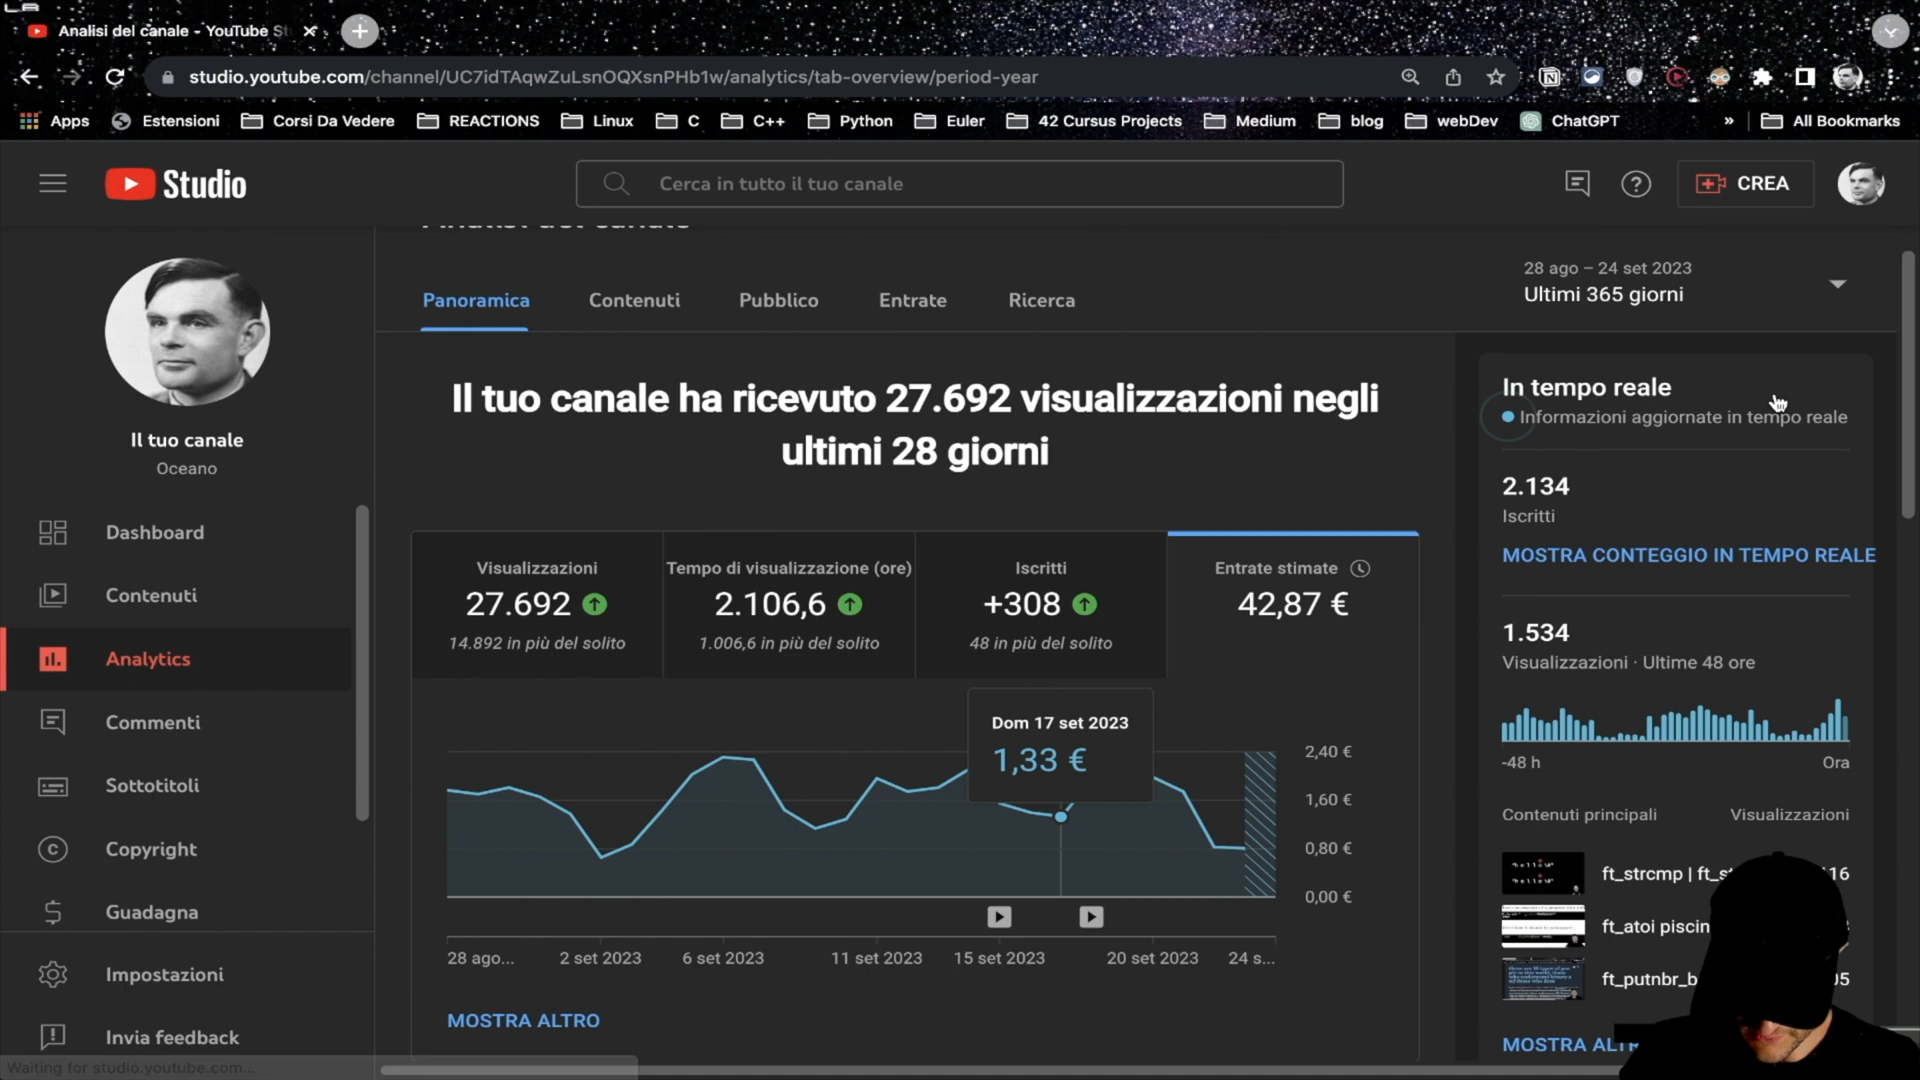 Analisi del canale - YouTube St
studio.youtube.com/channel/UC7idTAqwZuLsnOQXsnPHb1w/analytics/tab-overview/period-year
Apps
Estensioni
Corsi Da Vedere
REACTIONS
Linux
C
C++
Python
Euler
42 Cursus Projects
Medium
blog
webDev
ChatGPT
»
All Bookmarks
Studio
Cerca in tutto il tuo canale
CREA
Analisi del canale
28 ago – 24 set 2023
Ultimi 365 giorni
Panoramica
Contenuti
Pubblico
Entrate
Ricerca
Il tuo canale
Oceano
Dashboard
Contenuti
Analytics
Commenti
Sottotitoli
Copyright
Guadagna
Impostazioni
Invia feedback
Waiting for studio.youtube.com...
Il tuo canale ha ricevuto 27.692 visualizzazioni negli
ultimi 28 giorni
Visualizzazioni
27.692
14.892 in più del solito
Tempo di visualizzazione (ore)
2.106,6
1.006,6 in più del solito
Iscritti
+308
48 in più del solito
Entrate stimate
42,87 €
Dom 17 set 2023
1,33 €
2,40 €
1,60 €
0,80 €
0,00 €
28 ago...
2 set 2023
6 set 2023
11 set 2023
15 set 2023
20 set 2023
24 s...
MOSTRA ALTRO
In tempo reale
Informazioni aggiornate in tempo reale
2.134
Iscritti
MOSTRA CONTEGGIO IN TEMPO REALE
1.534
Visualizzazioni · Ultime 48 ore
-48 h
Ora
Contenuti principali
Visualizzazioni
ft_strcmp | ft_s
16
ft_atoi piscin
ft_putnbr_b
05
MOSTRA ALTR